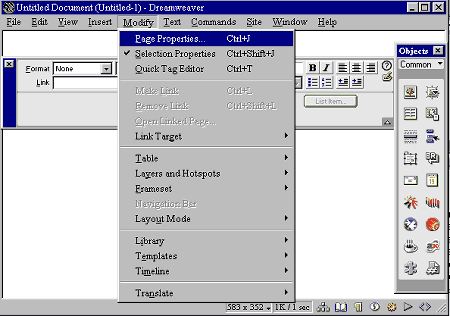 Untitled Document (Untitled-1) - Dreamweaver
File Edit View Insert Modify Text Commands Site Window Help
Page Properties... Ctrl+J
Selection Properties Ctrl+Shift+J
Quick Tag Editor Ctrl+T
Make Link Ctrl+L
Remove Link Ctrl+Shift+L
Open Linked Page...
Link Target
Table
Layers and Hotspots
Frameset
Navigation Bar
Layout Mode
Library
Templates
Timeline
Translate
Format None
Link
B I
List Item...
Objects
Common
583 x 352 1K / 1 sec